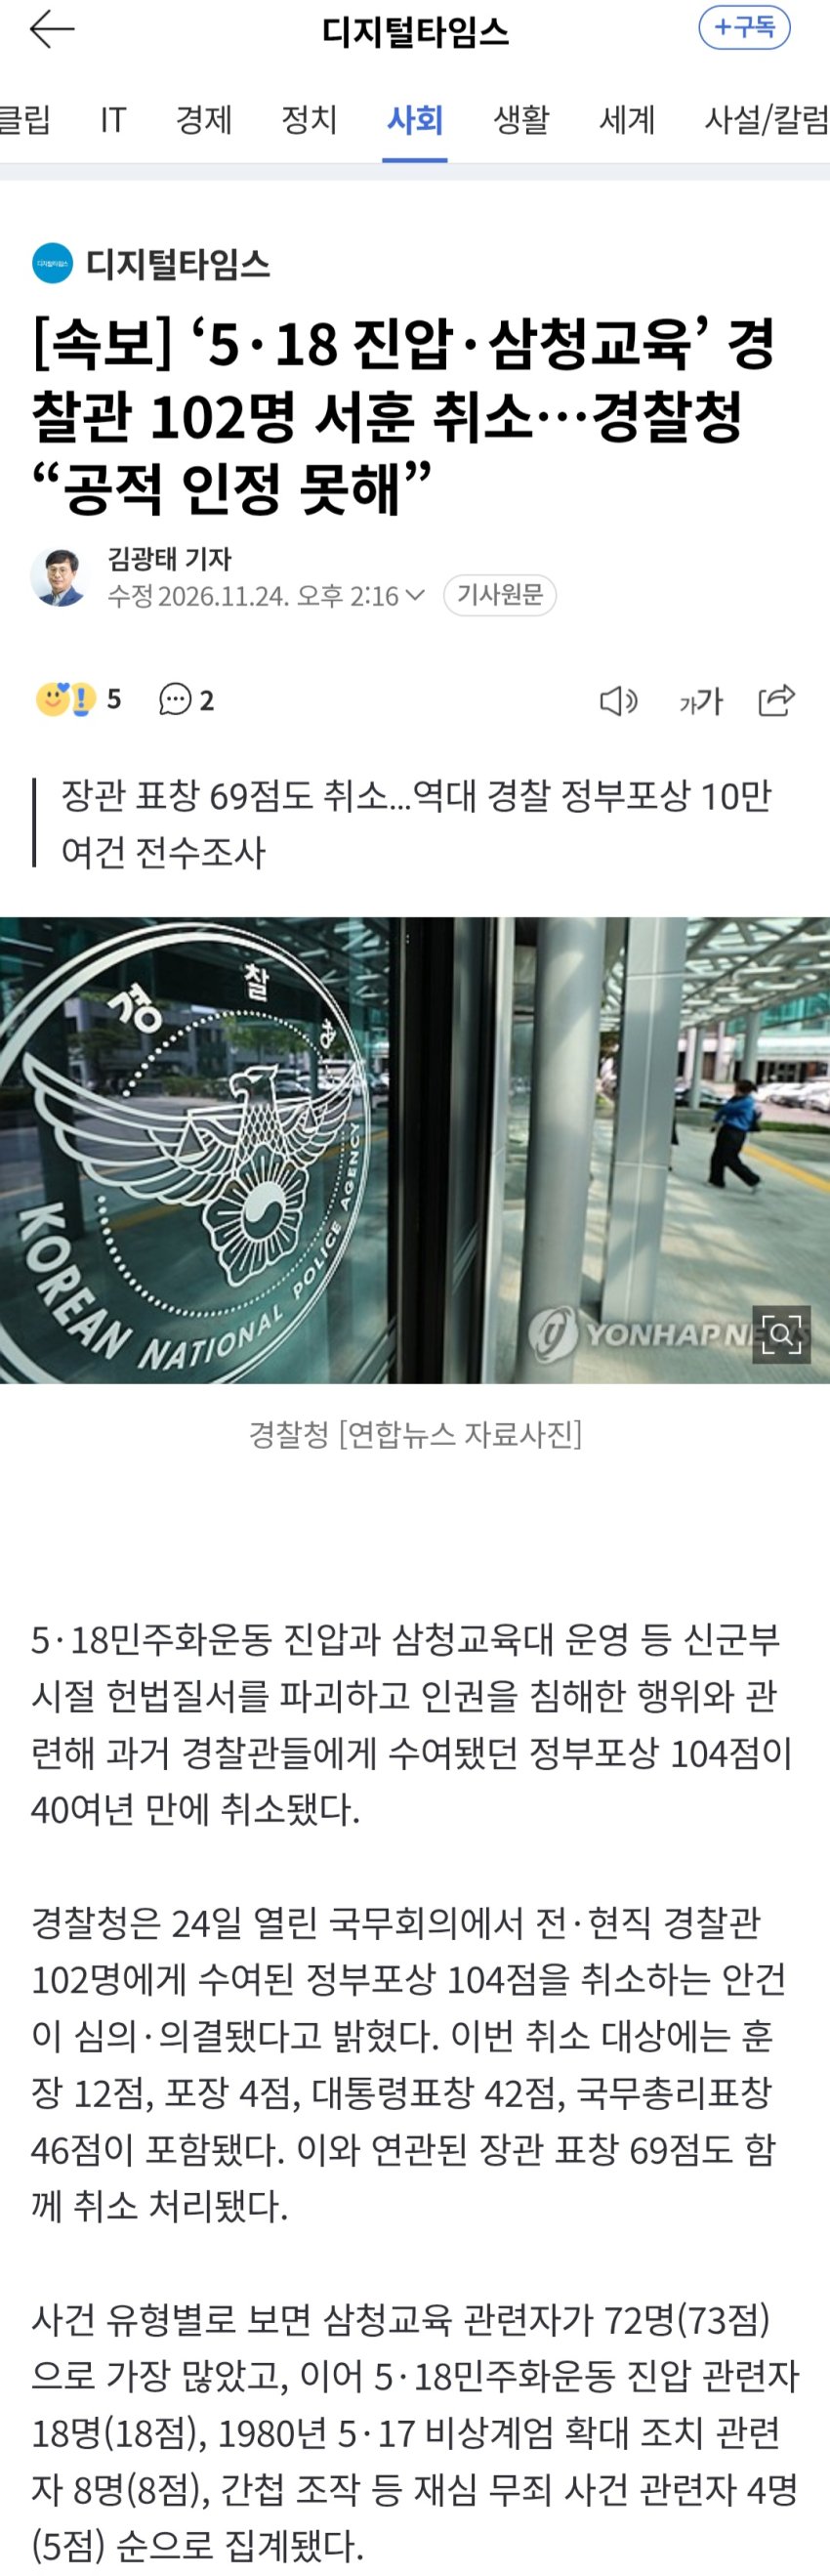 디지털타임스
+구독
클립 IT 경제 정치 사회 생활 세계 사설/칼럼
디지털타임스
[속보] ‘5·18 진압·삼청교육’ 경
찰관 102명 서훈 취소…경찰청
“공적 인정 못해”
김광태 기자
수정 2026.11.24. 오후 2:16
기사원문
5
2
가가
장관 표창 69점도 취소…역대 경찰 정부포상 10만
여건 전수조사
경찰청
KOREAN NATIONAL POLICE AGENCY
YONHAP
경찰청 [연합뉴스 자료사진]
5·18민주화운동 진압과 삼청교육대 운영 등 신군부
시절 헌법질서를 파괴하고 인권을 침해한 행위와 관
련해 과거 경찰관들에게 수여됐던 정부포상 104점이
40여년 만에 취소됐다.
경찰청은 24일 열린 국무회의에서 전·현직 경찰관
102명에게 수여된 정부포상 104점을 취소하는 안건
이 심의·의결됐다고 밝혔다. 이번 취소 대상에는 훈
장 12점, 포장 4점, 대통령표창 42점, 국무총리표창
46점이 포함됐다. 이와 연관된 장관 표창 69점도 함
께 취소 처리됐다.
사건 유형별로 보면 삼청교육 관련자가 72명(73점)
으로 가장 많았고, 이어 5·18민주화운동 진압 관련자
18명(18점), 1980년 5·17 비상계엄 확대 조치 관련
자 8명(8점), 간첩 조작 등 재심 무죄 사건 관련자 4명
(5점) 순으로 집계됐다.